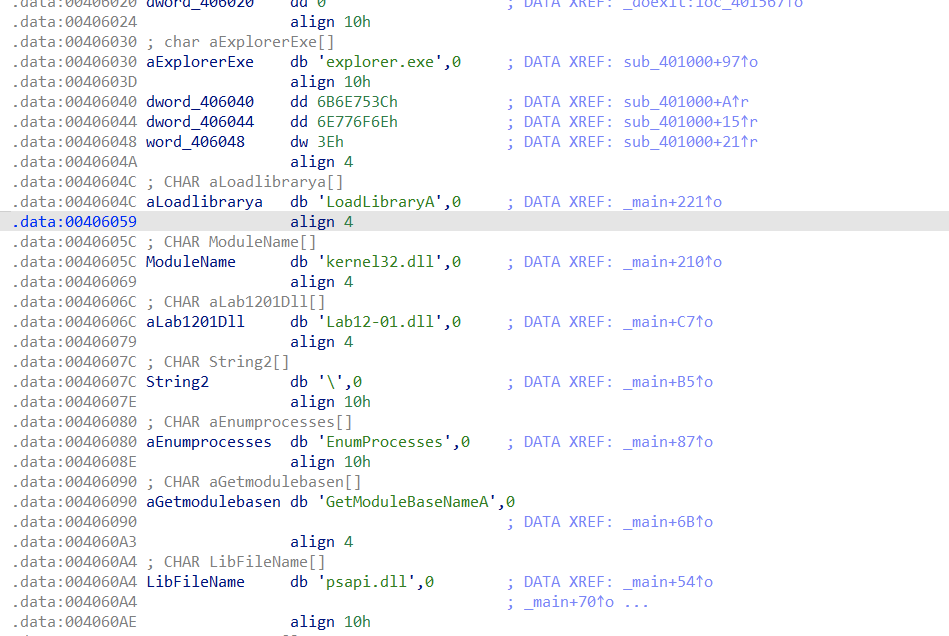 .data:00406020 dword_406020 dd 0 ; DATA XREF: _doexit:loc_401567↑o
.data:00406024 align 10h
.data:00406030 ; char aExplorerExe[]
.data:00406030 aExplorerExe db 'explorer.exe',0 ; DATA XREF: sub_401000+97↑o
.data:0040603D align 10h
.data:00406040 dword_406040 dd 6B6E753Ch ; DATA XREF: sub_401000+A↑r
.data:00406044 dword_406044 dd 6E776F6Eh ; DATA XREF: sub_401000+15↑r
.data:00406048 word_406048 dw 3Eh ; DATA XREF: sub_401000+21↑r
.data:0040604A align 4
.data:0040604C ; CHAR aLoadlibrarya[]
.data:0040604C aLoadlibrarya db 'LoadLibraryA',0 ; DATA XREF: _main+221↑o
.data:00406059 align 4
.data:0040605C ; CHAR ModuleName[]
.data:0040605C ModuleName db 'kernel32.dll',0 ; DATA XREF: _main+210↑o
.data:00406069 align 4
.data:0040606C ; CHAR aLab1201Dll[]
.data:0040606C aLab1201Dll db 'Lab12-01.dll',0 ; DATA XREF: _main+C7↑o
.data:00406079 align 4
.data:0040607C ; CHAR String2[]
.data:0040607C String2 db '\',0 ; DATA XREF: _main+B5↑o
.data:0040607E align 10h
.data:00406080 ; CHAR aEnumprocesses[]
.data:00406080 aEnumprocesses db 'EnumProcesses',0 ; DATA XREF: _main+87↑o
.data:0040608E align 10h
.data:00406090 ; CHAR aGetmodulebasen[]
.data:00406090 aGetmodulebasen db 'GetModuleBaseNameA',0
.data:00406090 ; DATA XREF: _main+6B↑o
.data:004060A3 align 4
.data:004060A4 ; CHAR LibFileName[]
.data:004060A4 LibFileName db 'psapi.dll',0 ; DATA XREF: _main+54↑o
.data:004060A4 ; _main+70↑o ...
.data:004060AE align 10h